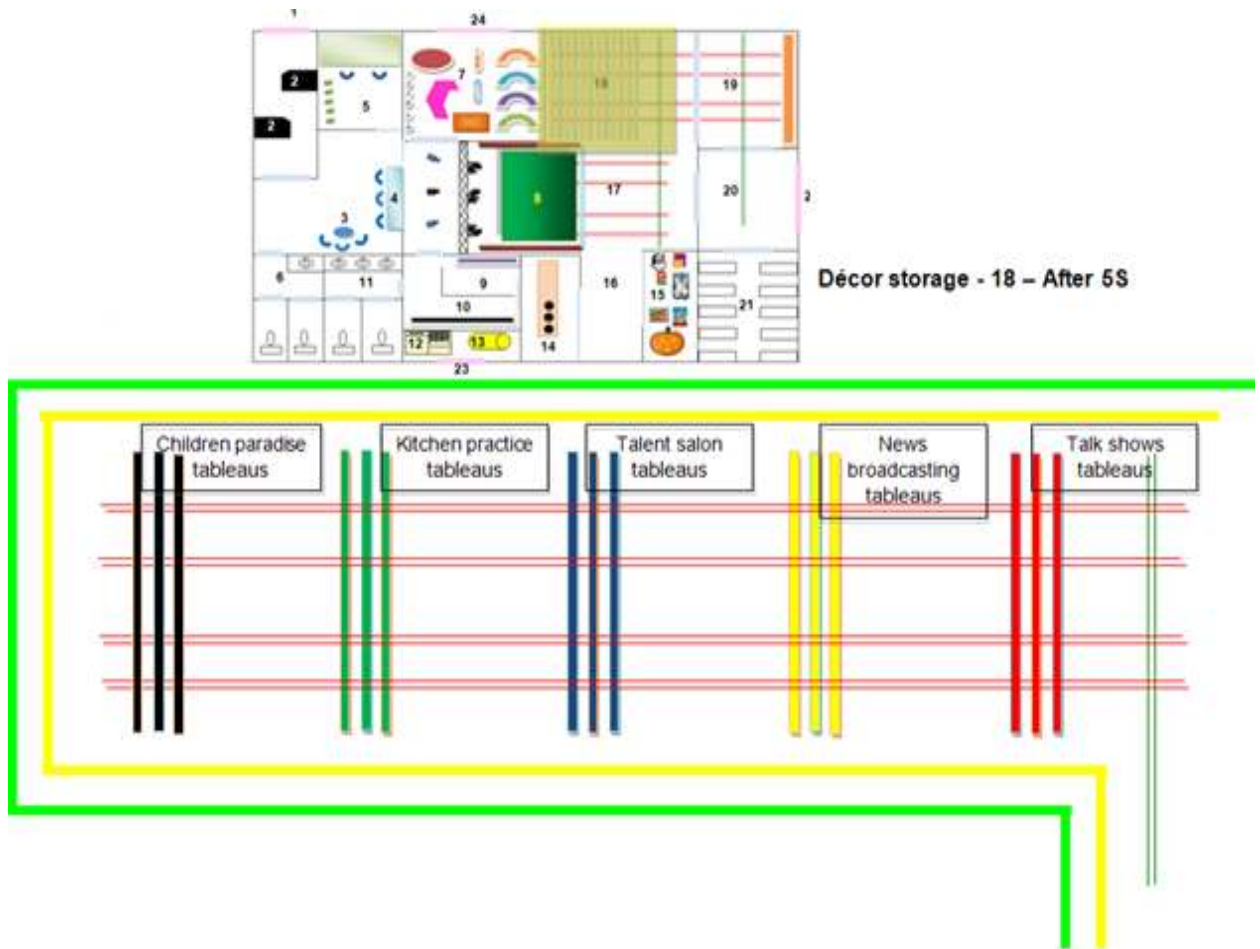 1
24
2
7
18
19
5
2
4
8
17
20
2
3
6
11
9
16
15
21
10
12
13
14
23
Décor storage - 18 – After 5S
Children paradise
tableaus
Kitchen practice
tableaus
Talent salon
tableaus
News
broadcasting
tableaus
Talk shows
tableaus